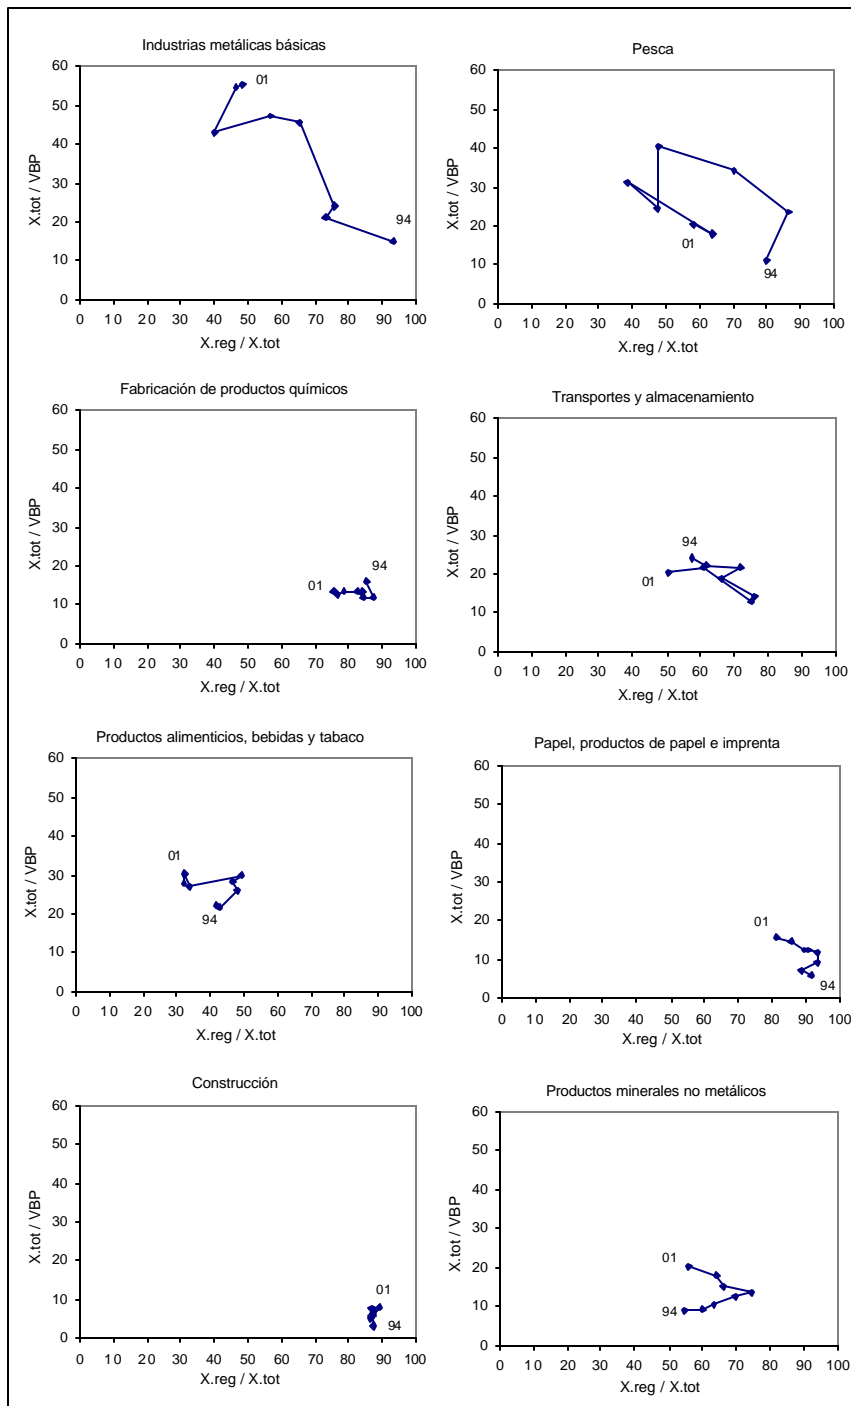 Industrias metálicas básicas
60
50
40
30
20
10
0
X.tot / VBP
01
94
0 10 20 30 40 50 60 70 80 90 100
X.reg / X.tot
Pesca
60
50
40
30
20
10
0
X.tot / VBP
01
94
0 10 20 30 40 50 60 70 80 90 100
X.reg / X.tot
Fabricación de productos químicos
60
50
40
30
20
10
0
X.tot / VBP
94
01
0 10 20 30 40 50 60 70 80 90 100
X.reg / X.tot
Transportes y almacenamiento
60
50
40
30
20
10
0
X.tot / VBP
94
01
0 10 20 30 40 50 60 70 80 90 100
X.reg / X.tot
Productos alimenticios, bebidas y tabaco
60
50
40
30
20
10
0
X.tot / VBP
01
94
0 10 20 30 40 50 60 70 80 90 100
X.reg / X.tot
Papel, productos de papel e imprenta
60
50
40
30
20
10
0
X.tot / VBP
01
94
0 10 20 30 40 50 60 70 80 90 100
X.reg / X.tot
Construcción
60
50
40
30
20
10
0
X.tot / VBP
01
94
0 10 20 30 40 50 60 70 80 90 100
X.reg / X.tot
Productos minerales no metálicos
60
50
40
30
20
10
0
X.tot / VBP
01
94
0 10 20 30 40 50 60 70 80 90 100
X.reg / X.tot